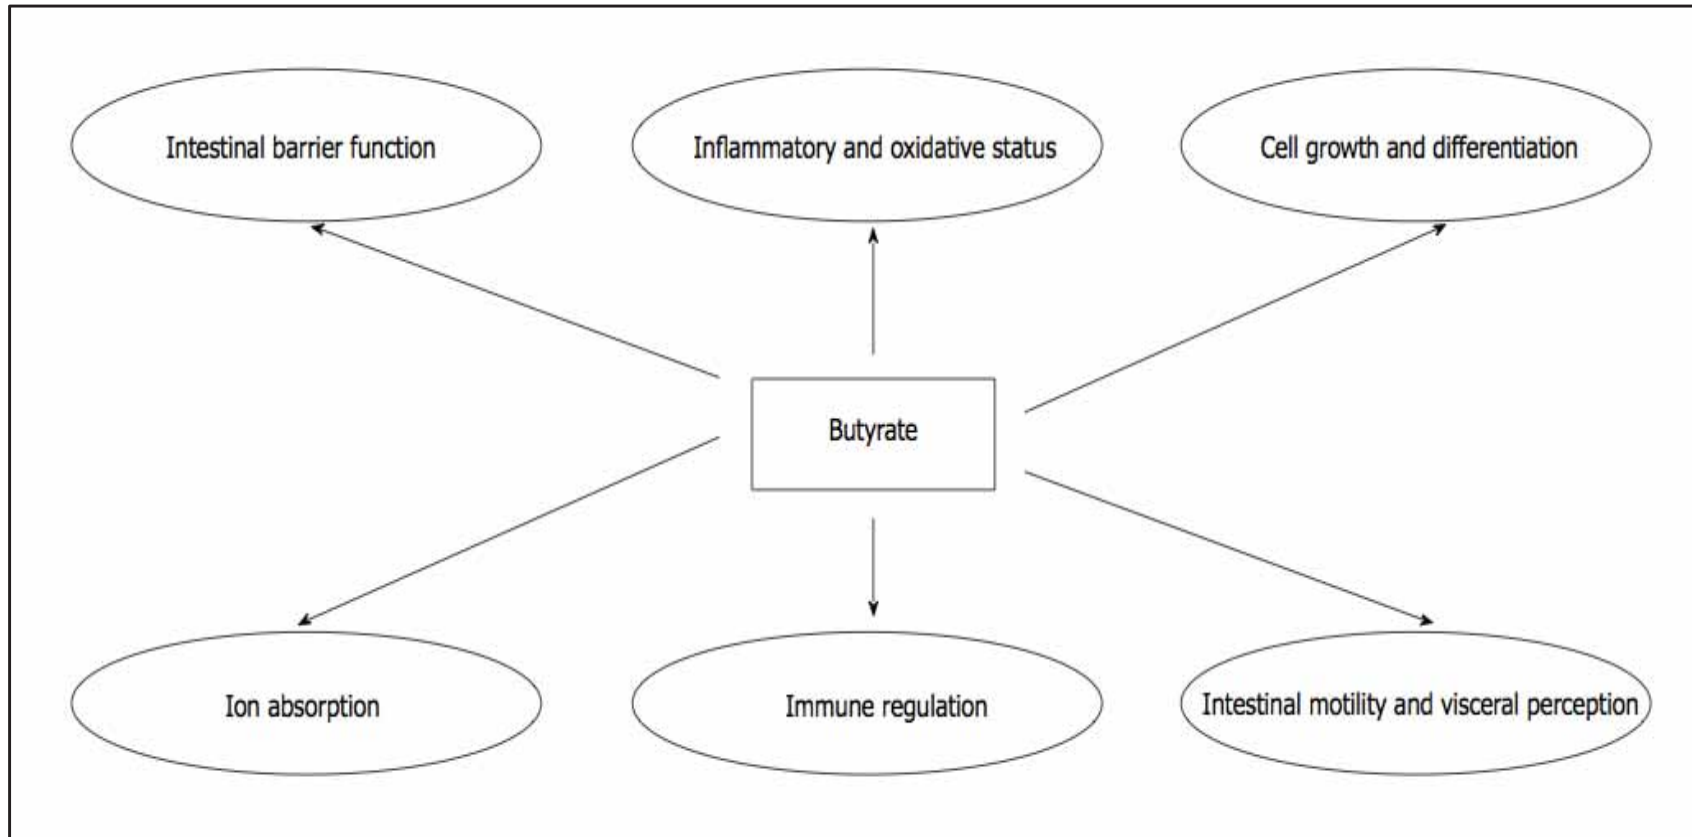 Intestinal barrier function
Inflammatory and oxidative status
Cell growth and differentiation
Butyrate
Ion absorption
Immune regulation
Intestinal motility and visceral perception